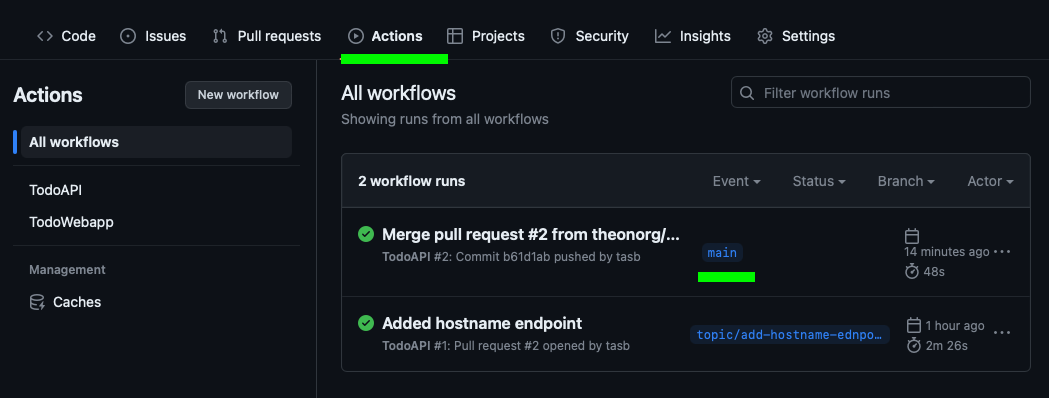 Code Issues Pull requests Actions Projects Security Insights Settings
Actions
New workflow
All workflows
TodoAPI
TodoWebapp
Management
Caches
All workflows
Showing runs from all workflows
Filter workflow runs
2 workflow runs
Event Status Branch Actor
Merge pull request #2 from theonorg/...
TodoAPI #2: Commit b61d1ab pushed by tasb
main
14 minutes ago
48s
Added hostname endpoint
TodoAPI #1: Pull request #2 opened by tasb
topic/add-hostname-ednpo...
1 hour ago
2m 26s